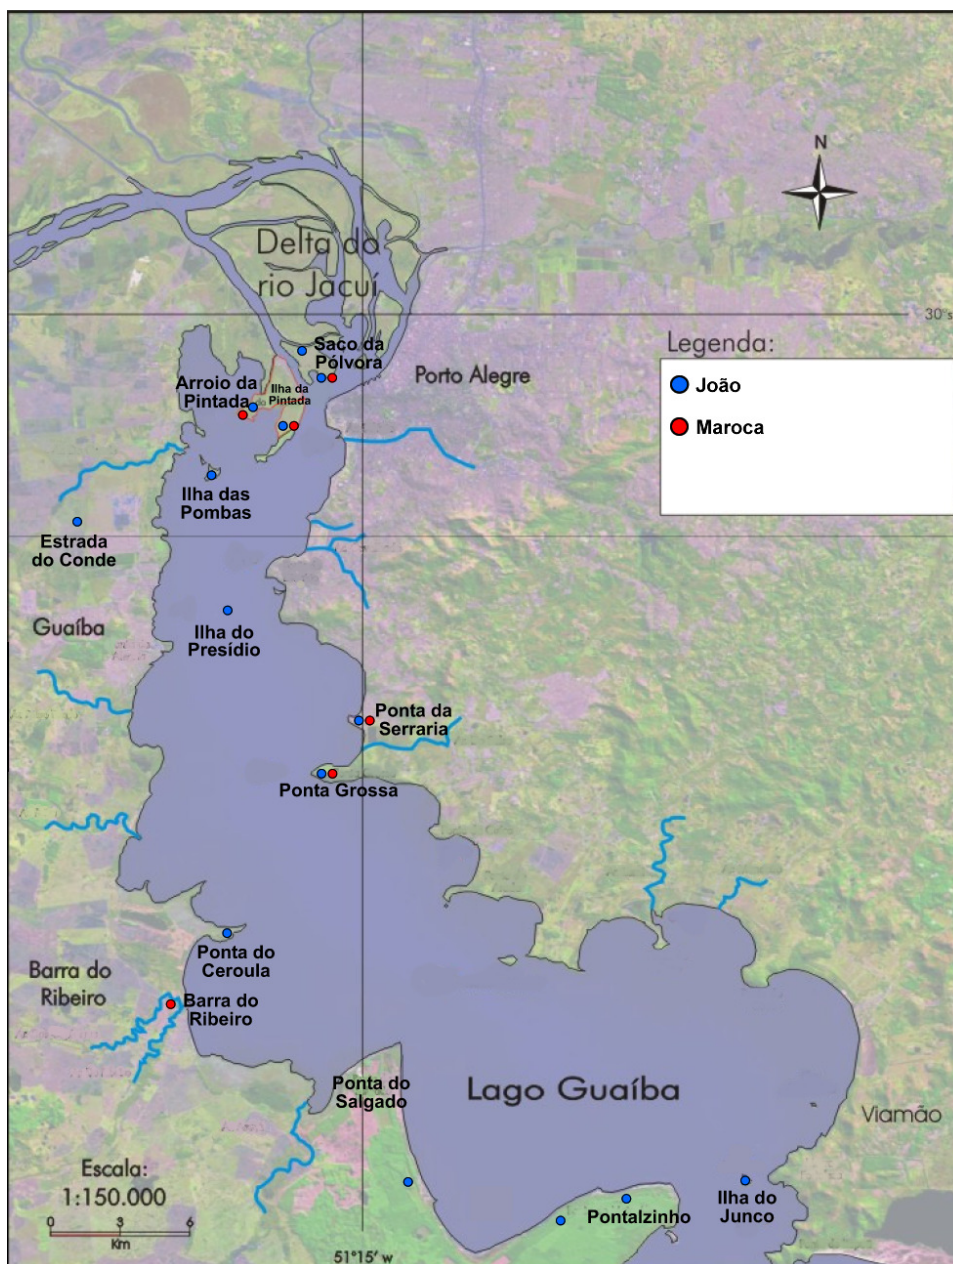 N
Delta do
rio Jacuí
30 s
Legenda:
João
Maroca
Saco da
Pólvora
Porto Alegre
Arroio da
Pintada
Ilha da
Pintada
Ilha das
Pombas
Estrada
do Conde
Guaíba
Ilha do
Presídio
Ponta da
Serraria
Ponta Grossa
Ponta do
Ceroula
Barra do
Ribeiro
Barra do
Ribeiro
Ponta do
Salgado
Lago Guaíba
Viamão
Escala:
1:150.000
0 3 6
Km
Pontalzinho
Ilha do
Junco
51°15' w